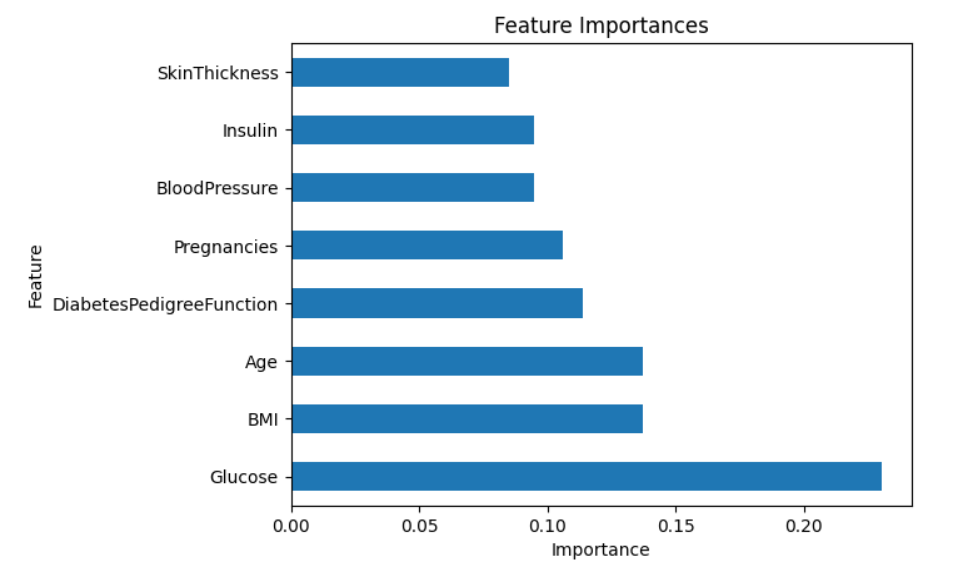 Feature Importances
SkinThickness
Insulin
BloodPressure
Pregnancies
DiabetesPedigreeFunction
Age
BMI
Glucose
Feature
0.00 0.05 0.10 0.15 0.20
Importance